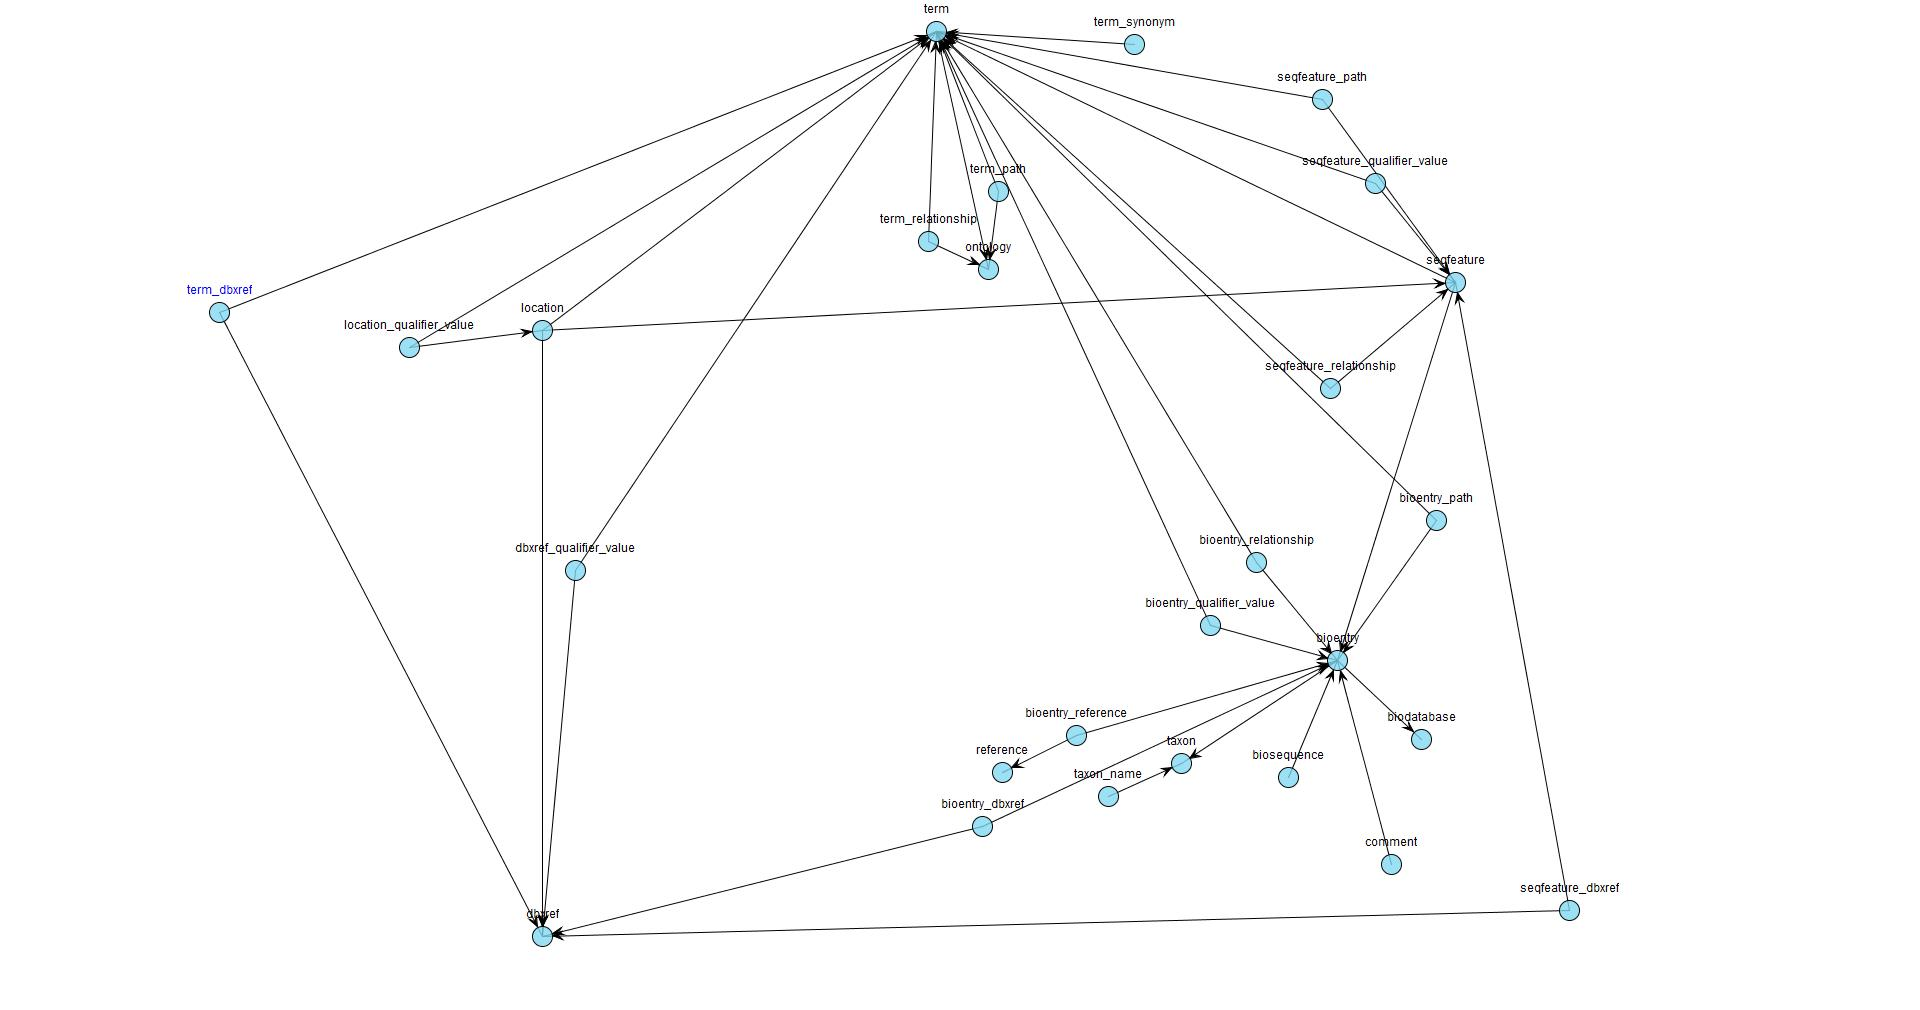 term
term_synonym
seqfeature_path
seqfeature_qualifier_value
term_path
term_relationship
ontology
seqfeature
term_dbxref
location
location_qualifier_value
seqfeature_relationship
bioentry_path
bioentry_relationship
dbxref_qualifier_value
bioentry_qualifier_value
bioentry
bioentry_reference
biodatabase
taxon
reference
biosequence
taxon_name
bioentry_dbxref
comment
seqfeature_dbxref
dbxref